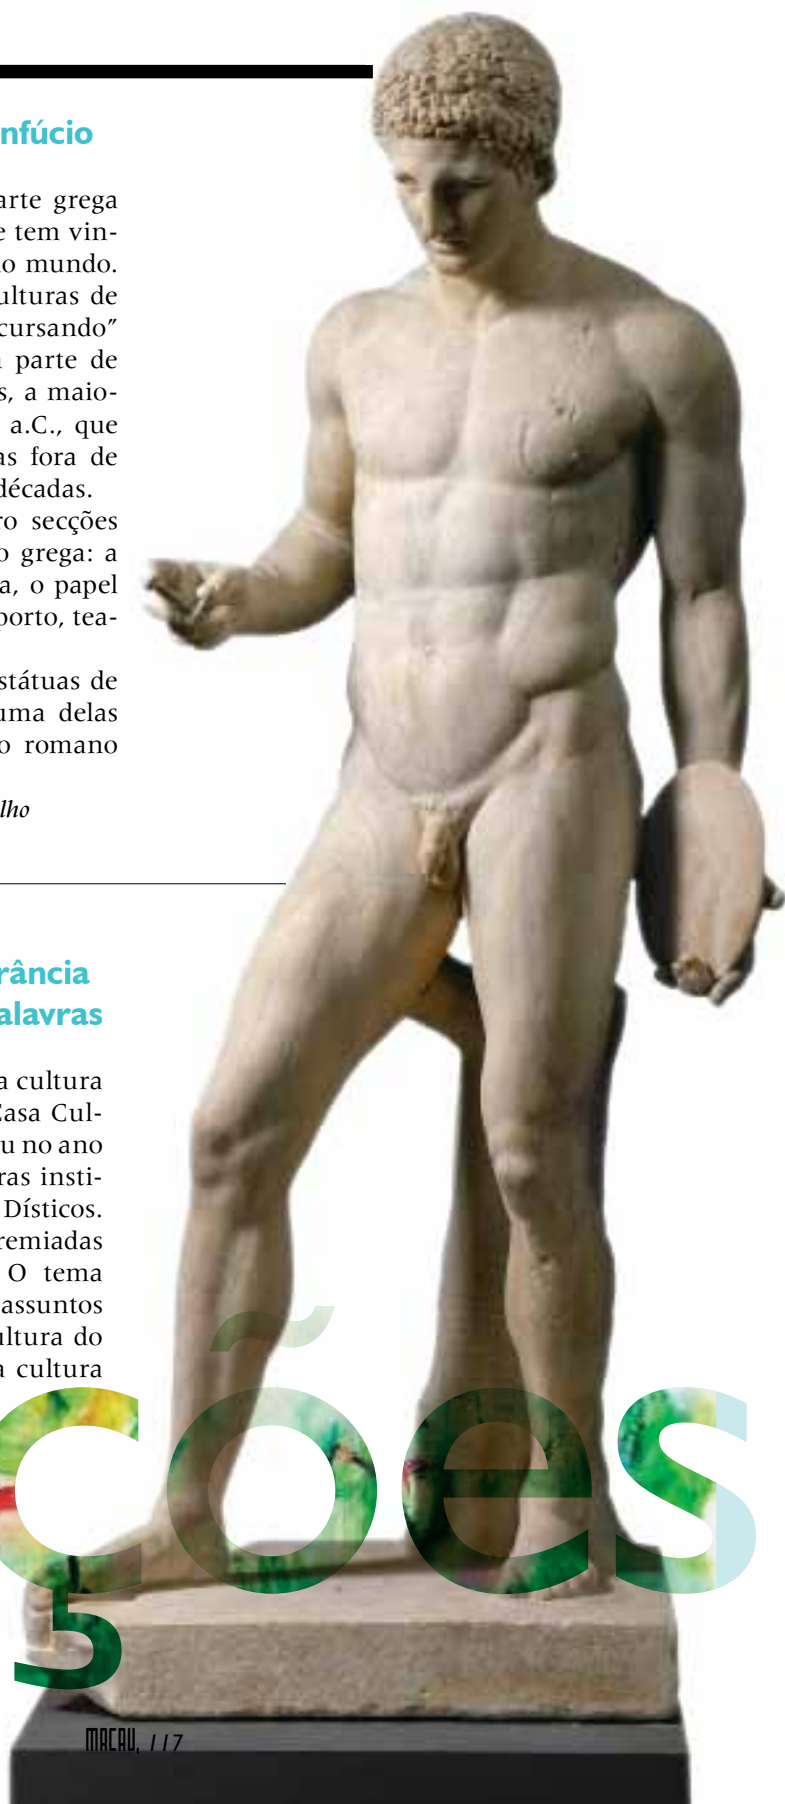 nfúcio
arte grega
e tem vin-
o mundo.
ulturas de
cursando”
parte de
s, a maio-
a.C., que
as fora de
décadas.
ro secções
o grega: a
a, o papel
porto, tea-
státuas de
uma delas
o romano
lho
rância
alavras
a cultura
Casa Cul-
u no ano
ras insti-
Dísticos.
remiadas
O tema
assuntos
ultura do
a cultura
ções
MACAU, 117